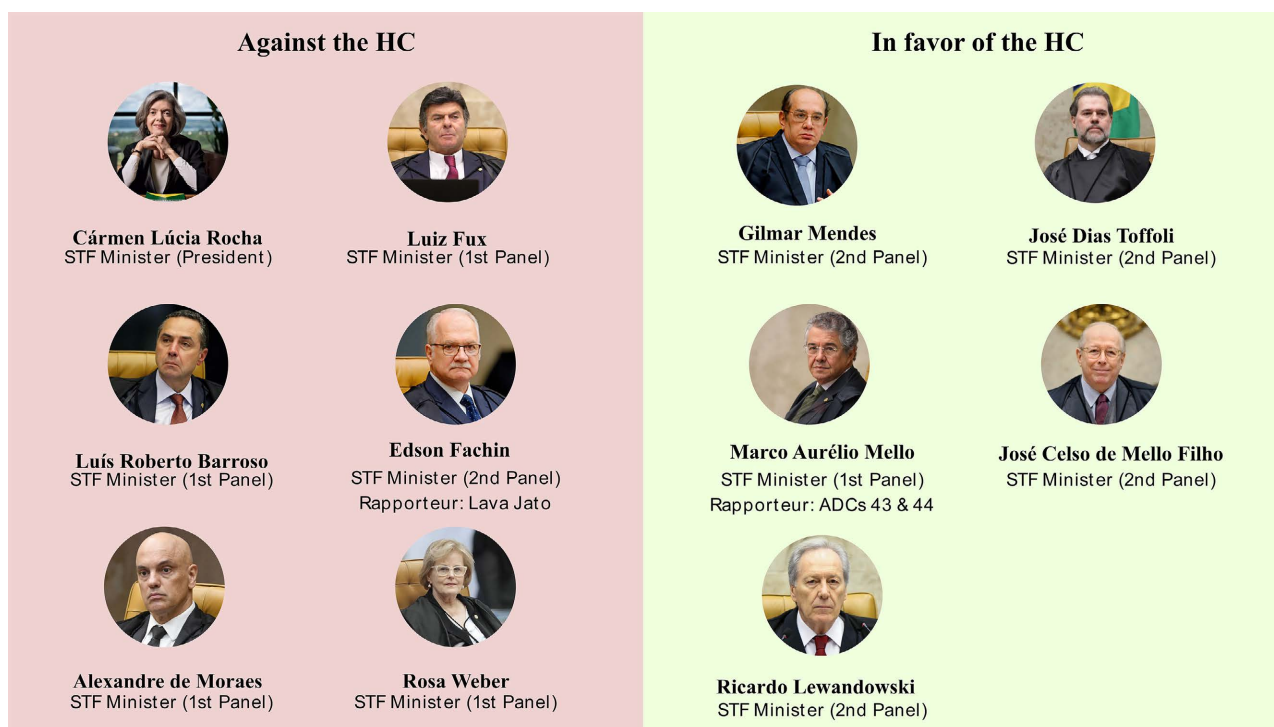 Against the HC
Cármen Lúcia Rocha
STF Minister (President)
Luiz Fux
STF Minister (1st Panel)
Luís Roberto Barroso
STF Minister (1st Panel)
Edson Fachin
STF Minister (2nd Panel)
Rapporteur: Lava Jato
Alexandre de Moraes
STF Minister (1st Panel)
Rosa Weber
STF Minister (1st Panel)
In favor of the HC
Gilmar Mendes
STF Minister (2nd Panel)
José Dias Toffoli
STF Minister (2nd Panel)
Marco Aurélio Mello
STF Minister (1st Panel)
Rapporteur: ADCs 43 & 44
José Celso de Mello Filho
STF Minister (2nd Panel)
Ricardo Lewandowski
STF Minister (2nd Panel)